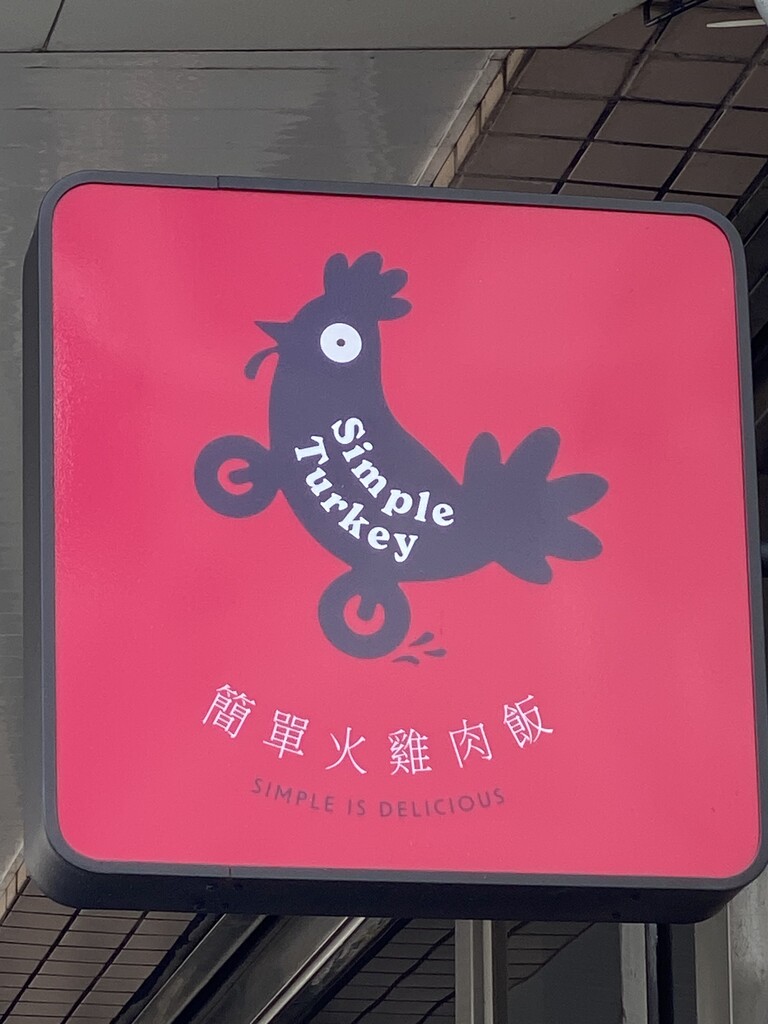 Simple
Turkey
簡單火雞肉飯
SIMPLE IS DELICIOUS